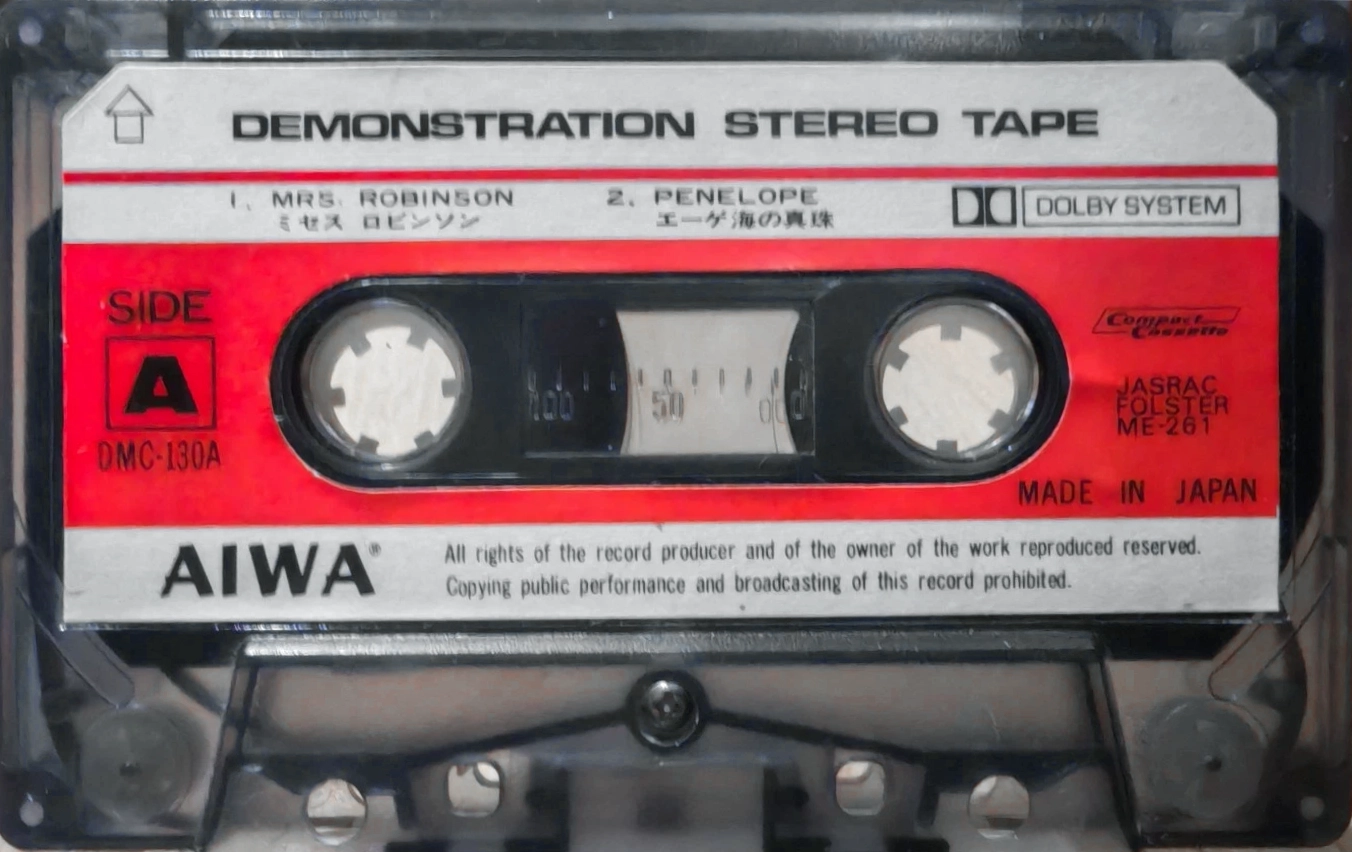 DEMONSTRATION STEREO TAPE
1. MRS. ROBINSON
ミセス ロビンソン
2. PENELOPE
エーゲ海の真珠
DOLBY SYSTEM
SIDE
A
DMC-130A
100 50 0
Compact
Cassette
JASRAC
FOLSTER
ME-261
MADE IN JAPAN
AIWA®
All rights of the record producer and of the owner of the work reproduced reserved.
Copying public performance and broadcasting of this record prohibited.